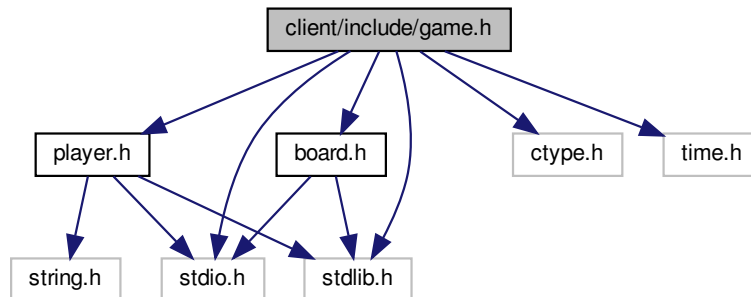 client/include/game.h
player.h
board.h
ctype.h
time.h
string.h
stdio.h
stdlib.h